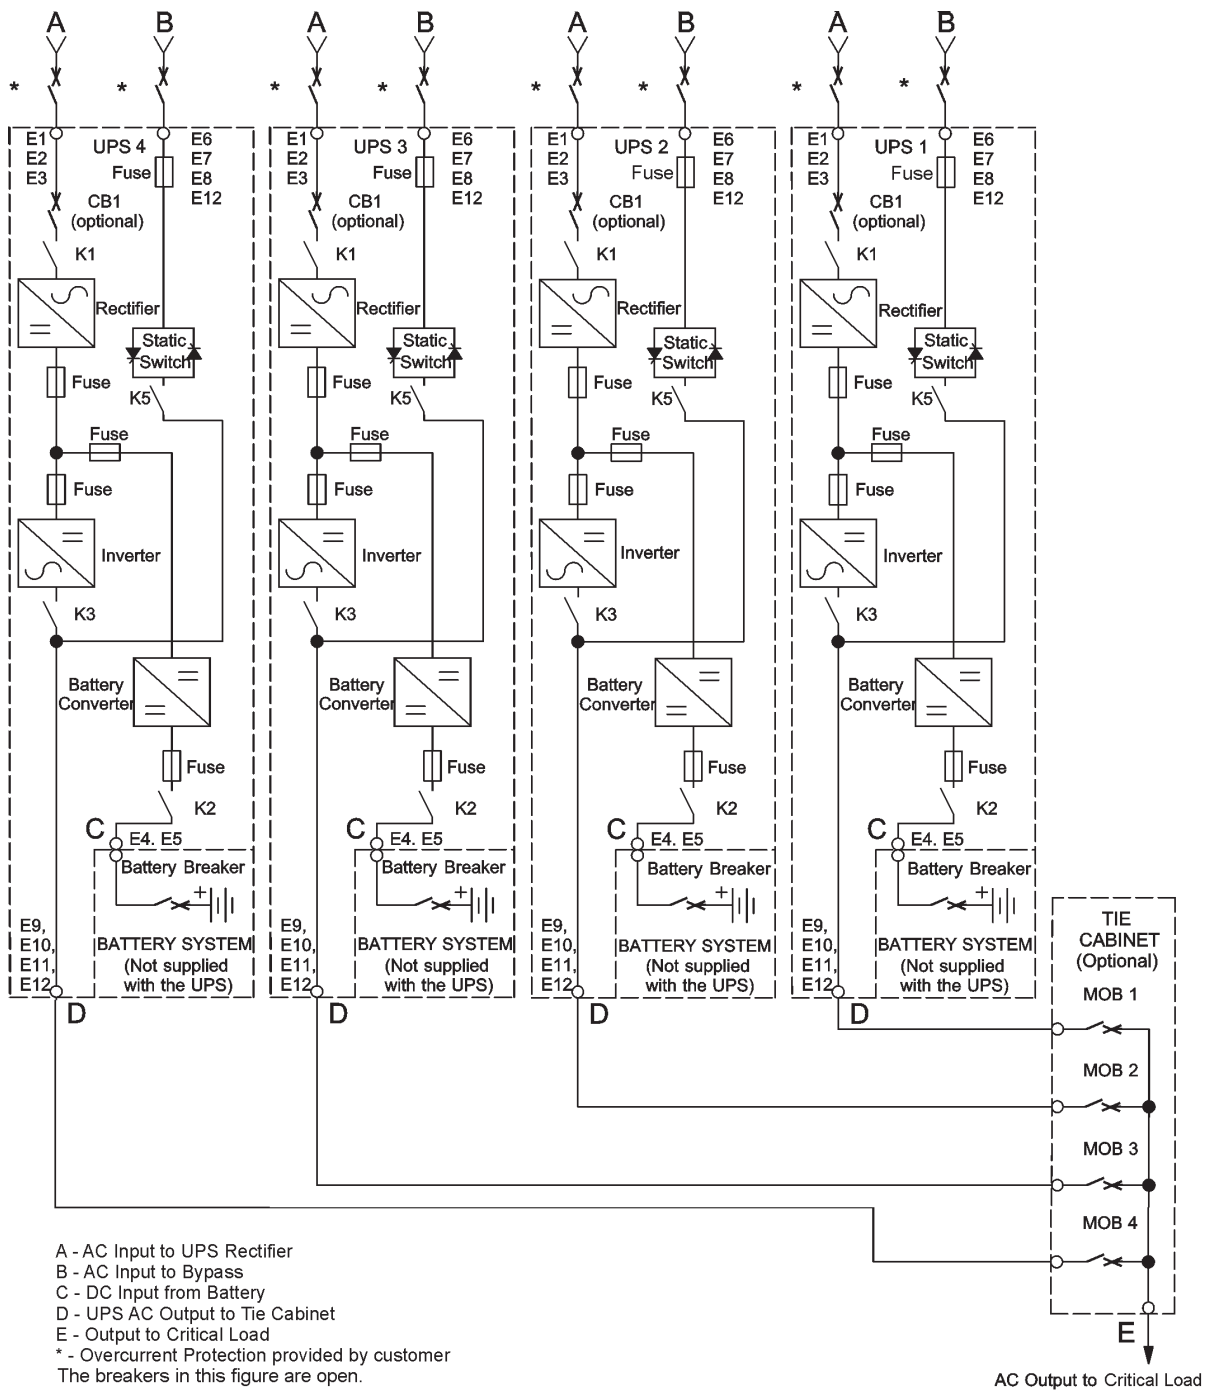 A B A B A B A B
* * * * * * * *
E1 E6 E1 E6 E1 E6 E1 E6
UPS 4 UPS 3 UPS 2 UPS 1
E2 E7 E2 E7 E2 E7 E2 E7
Fuse Fuse Fuse Fuse
E3 E8 E3 E8 E3 E8 E3 E8
CB1 E12 CB1 E12 CB1 E12 CB1 E12
(optional) (optional) (optional) (optional)
K1 K1 K1 K1
Rectifier Rectifier Rectifier Rectifier
Static Static Static Static
Switch Switch Switch Switch
Fuse Fuse Fuse Fuse
K5 K5 K5 K5
Fuse Fuse Fuse Fuse
Fuse Fuse Fuse Fuse
Inverter Inverter Inverter Inverter
K3 K3 K3 K3
Battery Battery Battery Battery
Converter Converter Converter Converter
Fuse Fuse Fuse Fuse
K2 K2 K2 K2
C E4. E5 C E4. E5 C E4. E5 C E4. E5
Battery Breaker Battery Breaker Battery Breaker Battery Breaker
+ + + +
E9, E9, E9, E9,
E10, BATTERY SYSTEM E10, BATTERY SYSTEM E10, BATTERY SYSTEM E10, BATTERY SYSTEM
E11, (Not supplied E11, (Not supplied E11, (Not supplied E11, (Not supplied
E12 with the UPS) E12 with the UPS) E12 with the UPS) E12 with the UPS)
D D D D
TIE
CABINET
(Optional)
MOB 1
MOB 2
MOB 3
MOB 4
E
AC Output to Critical Load
A - AC Input to UPS Rectifier
B - AC Input to Bypass
C - DC Input from Battery
D - UPS AC Output to Tie Cabinet
E - Output to Critical Load
* - Overcurrent Protection provided by customer
The breakers in this figure are open.